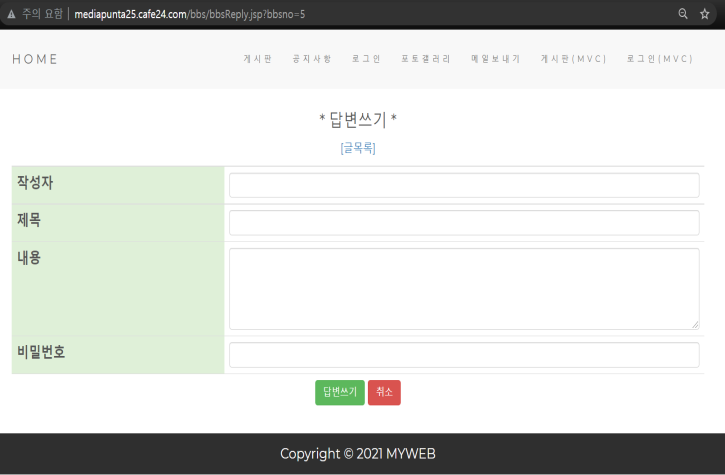 주의 요함 | mediapunta25.cafe24.com/bbs/bbsReply.jsp?bbsno=5
HOME 게시판 공지사항 로그인 포토갤러리 메일보내기 게시판(MVC) 로그인(MVC)
* 답변쓰기 *
[글목록]
작성자
제목
내용
비밀번호
답변쓰기 취소
Copyright © 2021 MYWEB